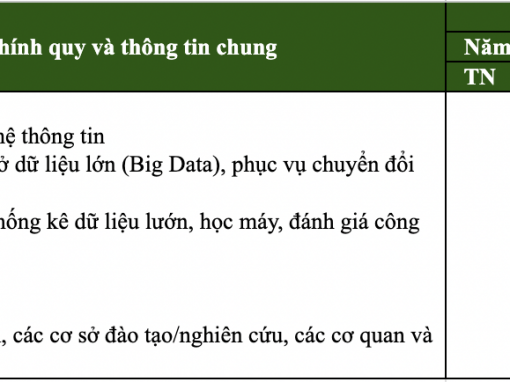 hính quy và thông tin chung
Năm
TN
hệ thông tin
ở dữ liệu lớn (Big Data), phục vụ chuyển đổi
hống kê dữ liệu lướn, học máy, đánh giá công
, các cơ sở đào tạo/nghiên cứu, các cơ quan và